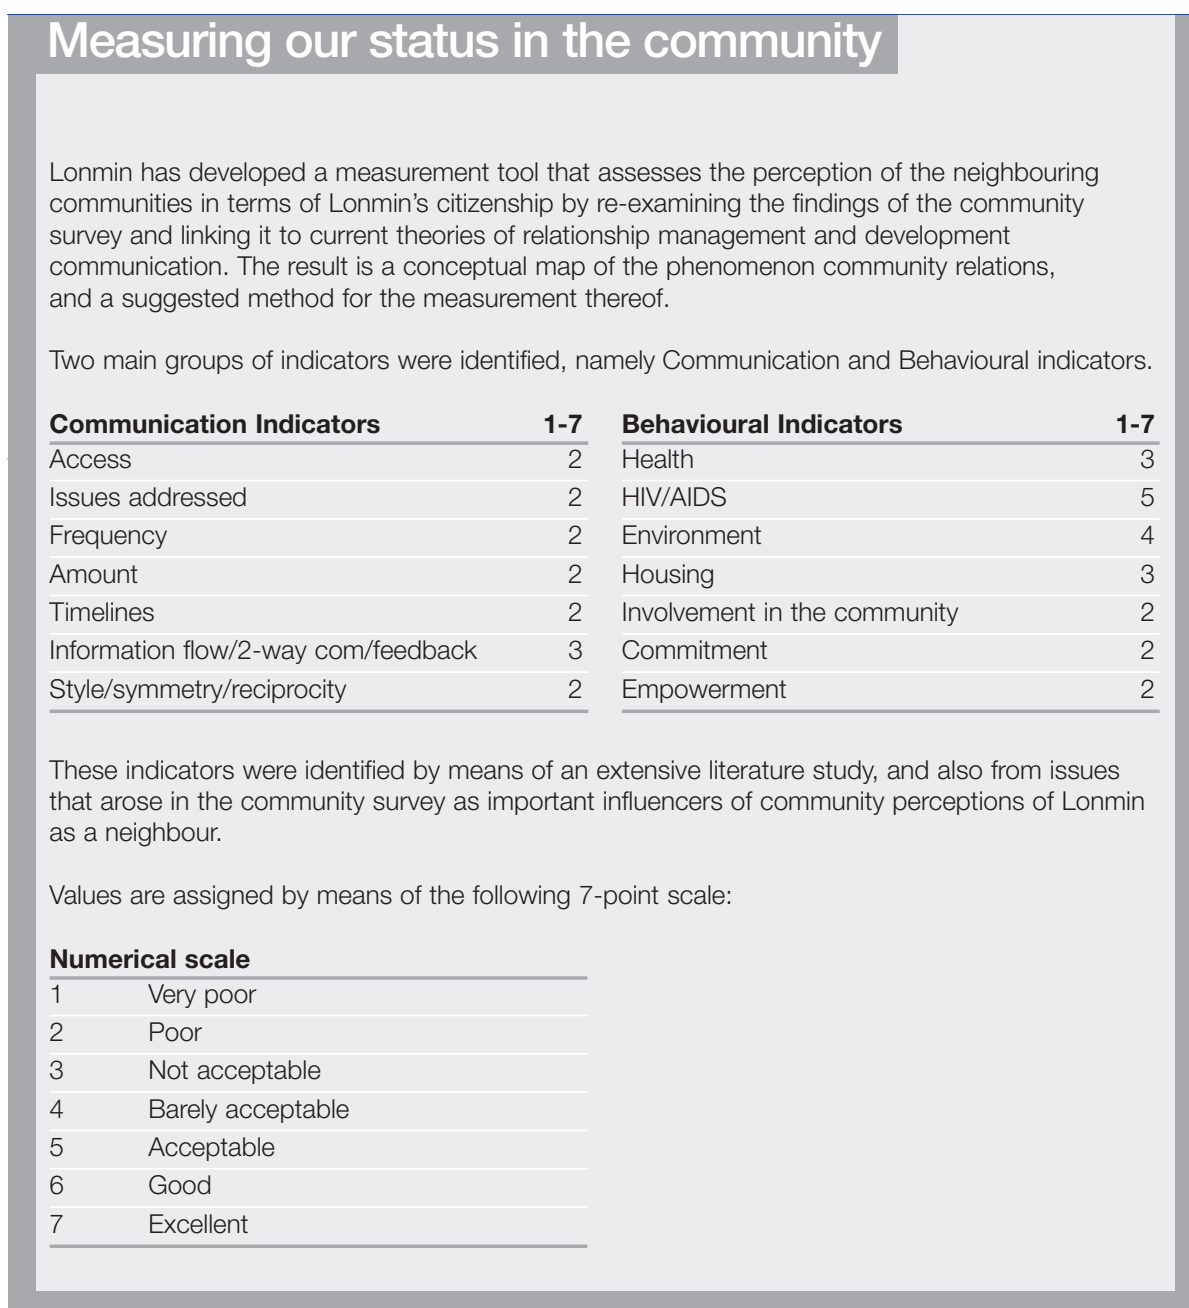 Measuring our status in the community
Lonmin has developed a measurement tool that assesses the perception of the neighbouring
communities in terms of Lonmin's citizenship by re-examining the findings of the community
survey and linking it to current theories of relationship management and development
communication. The result is a conceptual map of the phenomenon community relations,
and a suggested method for the measurement thereof.
Two main groups of indicators were identified, namely Communication and Behavioural indicators.
Communication Indicators 1-7
Access 2
Issues addressed 2
Frequency 2
Amount 2
Timelines 2
Information flow/2-way com/feedback 3
Style/symmetry/reciprocity 2
Behavioural Indicators 1-7
Health 3
HIV/AIDS 5
Environment 4
Housing 3
Involvement in the community 2
Commitment 2
Empowerment 2
These indicators were identified by means of an extensive literature study, and also from issues
that arose in the community survey as important influencers of community perceptions of Lonmin
as a neighbour.
Values are assigned by means of the following 7-point scale:
Numerical scale
1 Very poor
2 Poor
3 Not acceptable
4 Barely acceptable
5 Acceptable
6 Good
7 Excellent